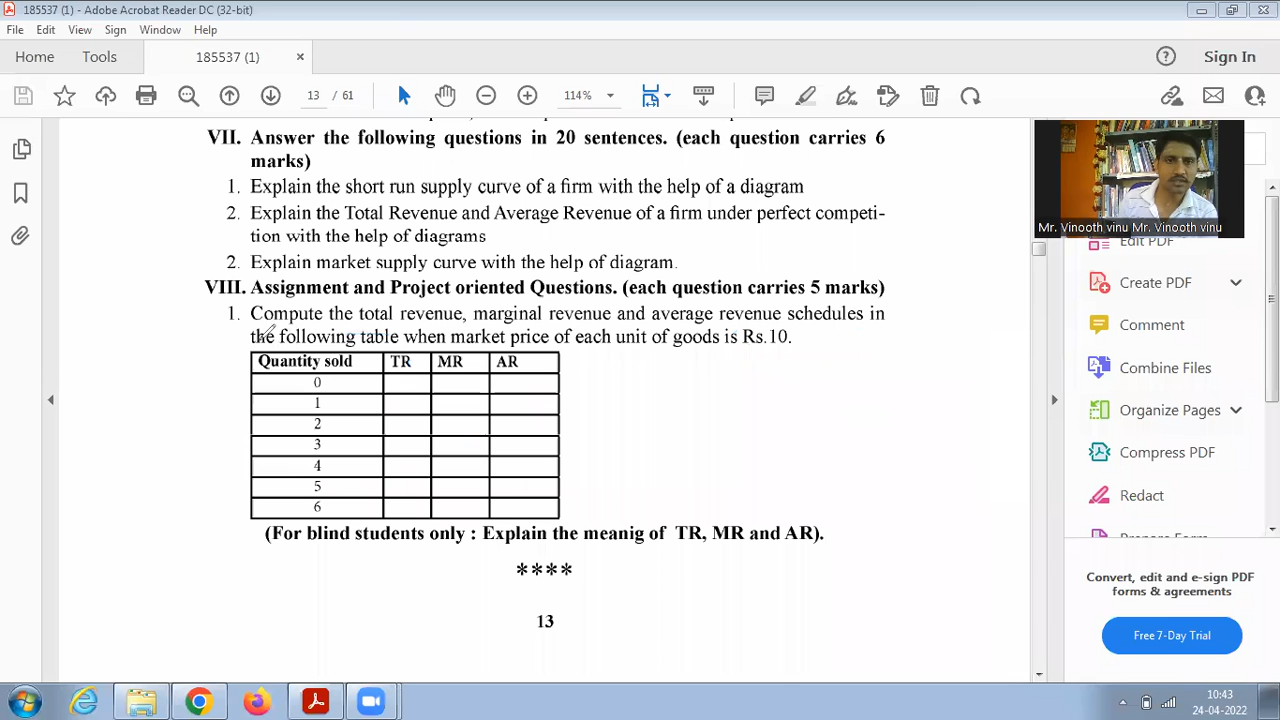 185537 (1) - Adobe Acrobat Reader DC (32-bit)
File Edit View Sign Window Help
Home Tools 185537 (1) × ? Sign In
13 / 61 114%
VII. Answer the following questions in 20 sentences. (each question carries 6
marks)
1. Explain the short run supply curve of a firm with the help of a diagram
2. Explain the Total Revenue and Average Revenue of a firm under perfect competi-
tion with the help of diagrams
2. Explain market supply curve with the help of diagram.
VIII. Assignment and Project oriented Questions. (each question carries 5 marks)
1. Compute the total revenue, marginal revenue and average revenue schedules in
the following table when market price of each unit of goods is Rs.10.
Quantity sold TR MR AR
0
1
2
3
4
5
6
(For blind students only : Explain the meanig of TR, MR and AR).
****
13
Mr. Vinooth vinu Mr. Vinooth vinu
Edit PDF
Create PDF
Comment
Combine Files
Organize Pages
Compress PDF
Redact
Convert, edit and e-sign PDF
forms & agreements
Free 7-Day Trial
10:43
24-04-2022